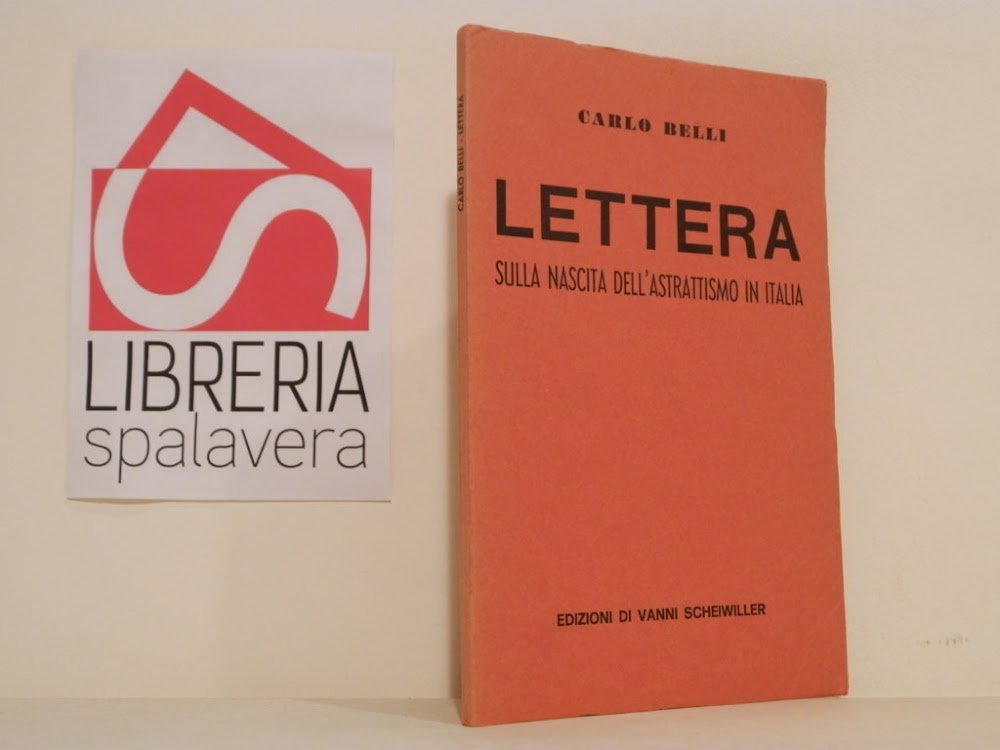 LIBRERIA
spalavera
CARLO BELLI - LETTERA
CARLO BELLI
LETTERA
SULLA NASCITA DELL'ASTRATTISMO IN ITALIA
EDIZIONI DI VANNI SCHEIWILLER